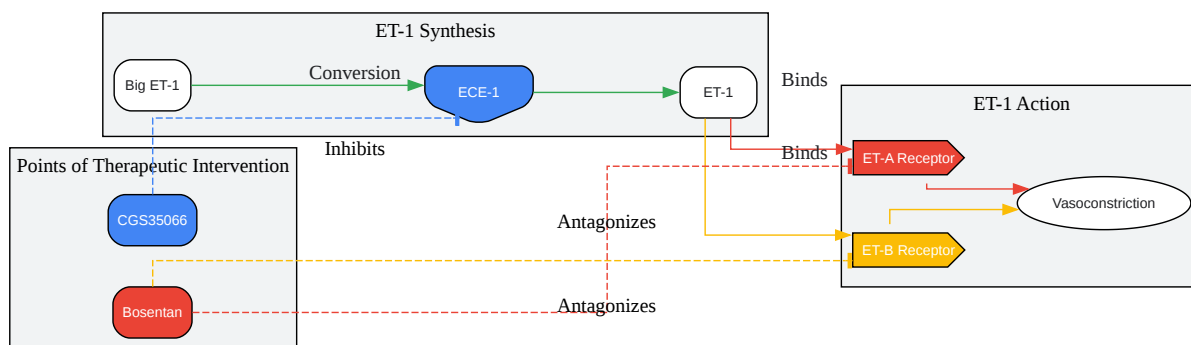 ET-1 Synthesis
Big ET-1
Conversion
ECE-1
ET-1
Binds
ET-1 Action
Inhibits
Binds
ET-A Receptor
Points of Therapeutic Intervention
CGS35066
Vasoconstriction
Antagonizes
ET-B Receptor
Bosentan
Antagonizes